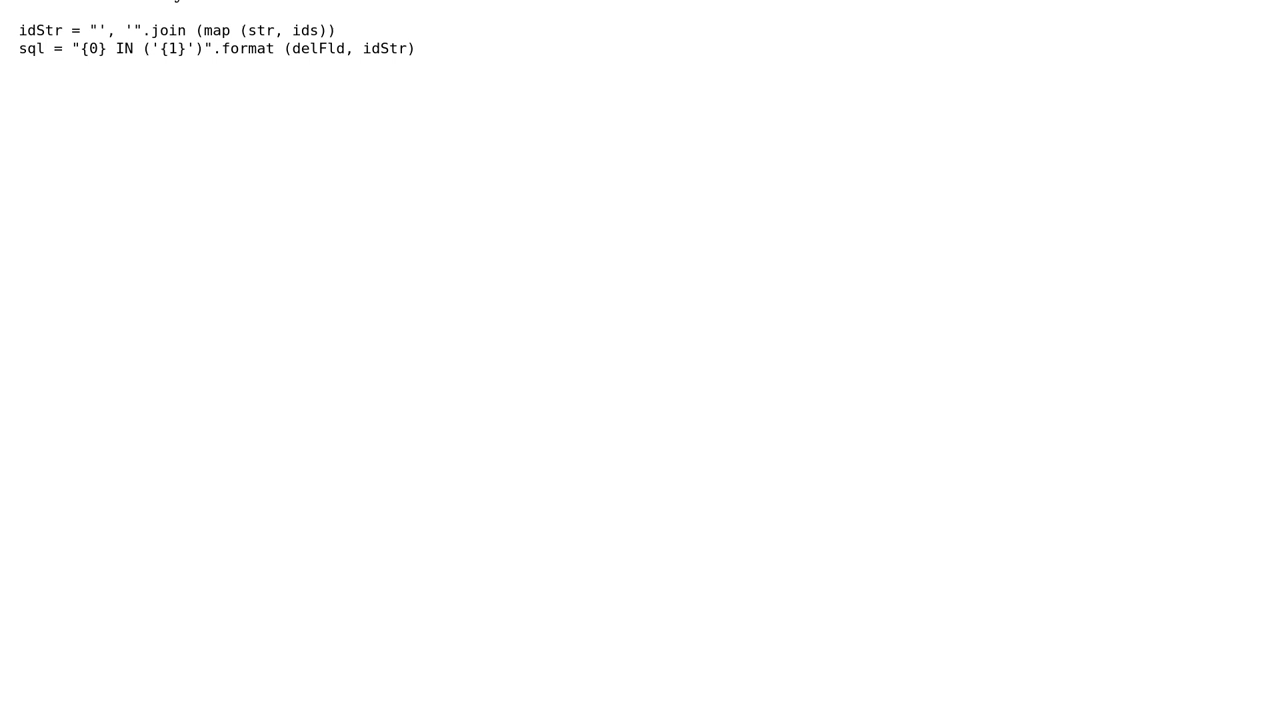 idStr = "', '".join (map (str, ids))
sql = "{0} IN ('{1}')".format (delFld, idStr)